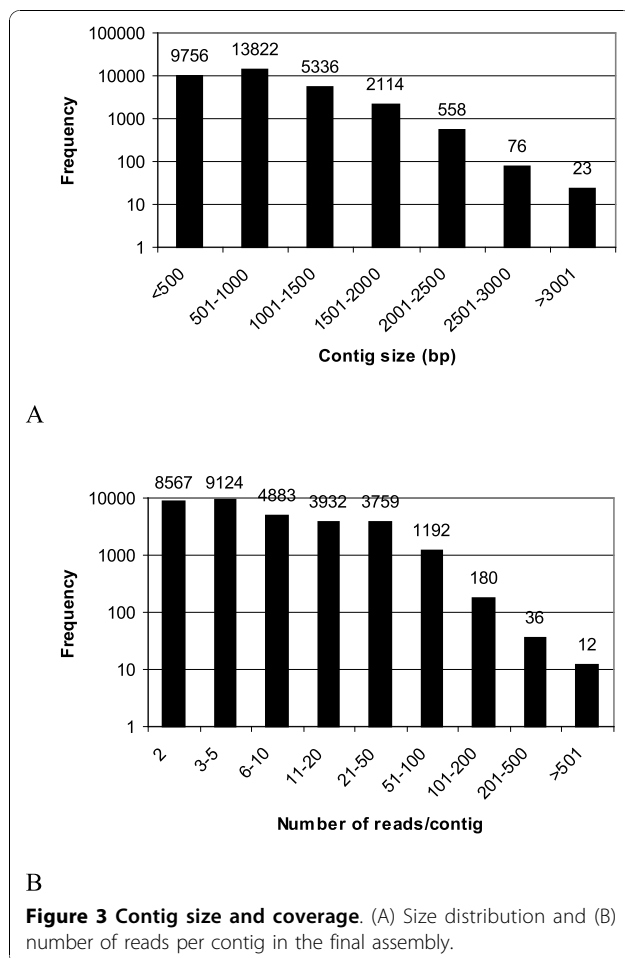 100000
9756 13822 5336 2114 558 76 23
10000
1000
100
10
1
Frequency
<500 501-1000 1001-1500 1501-2000 2001-2500 2501-3000 >3001
Contig size (bp)
A
8567 9124 4883 3932 3759 1192 180 36 12
10000
1000
100
10
1
Frequency
2 3-5 6-10 11-20 21-50 51-100 101-200 201-500 >501
Number of reads/contig
B
Figure 3 Contig size and coverage. (A) Size distribution and (B)
number of reads per contig in the final assembly.